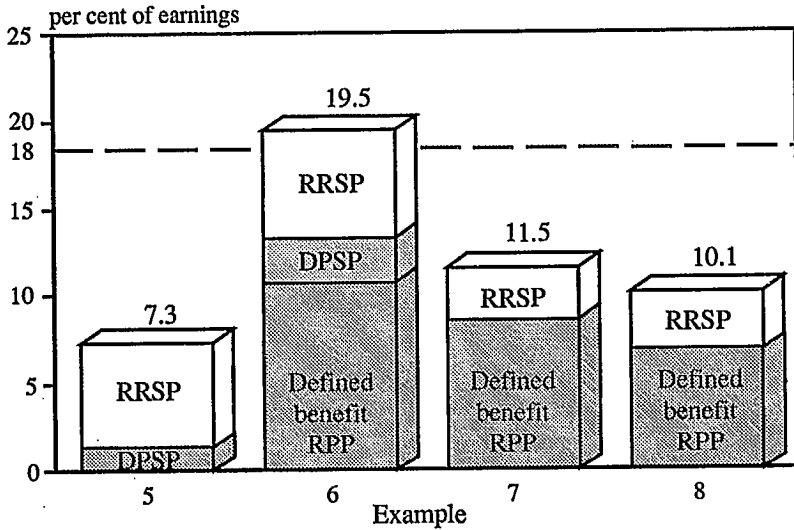 per cent of earnings
25
20
18
15
10
5
0
7.3
RRSP
DPSP
19.5
RRSP
DPSP
Defined
benefit
RPP
11.5
RRSP
Defined
benefit
RPP
10.1
RRSP
Defined
benefit
RPP
5
6
7
8
Example